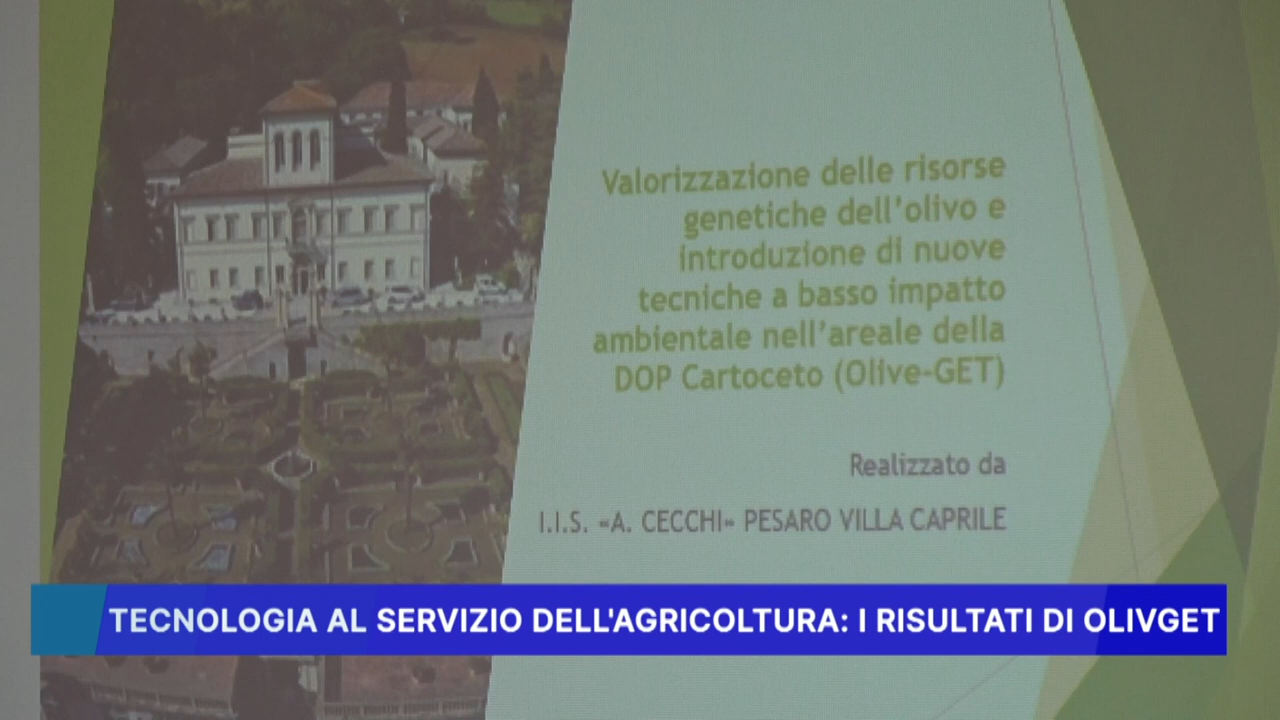 Valorizzazione delle risorse
genetiche dell'olivo e
introduzione di nuove
tecniche a basso impatto
ambientale nell'areale della
DOP Cartoceto (Olive-GET)
Realizzato da
I.I.S. «A. CECCHI» PESARO VILLA CAPRILE
TECNOLOGIA AL SERVIZIO DELL'AGRICOLTURA: I RISULTATI DI OLIVGET